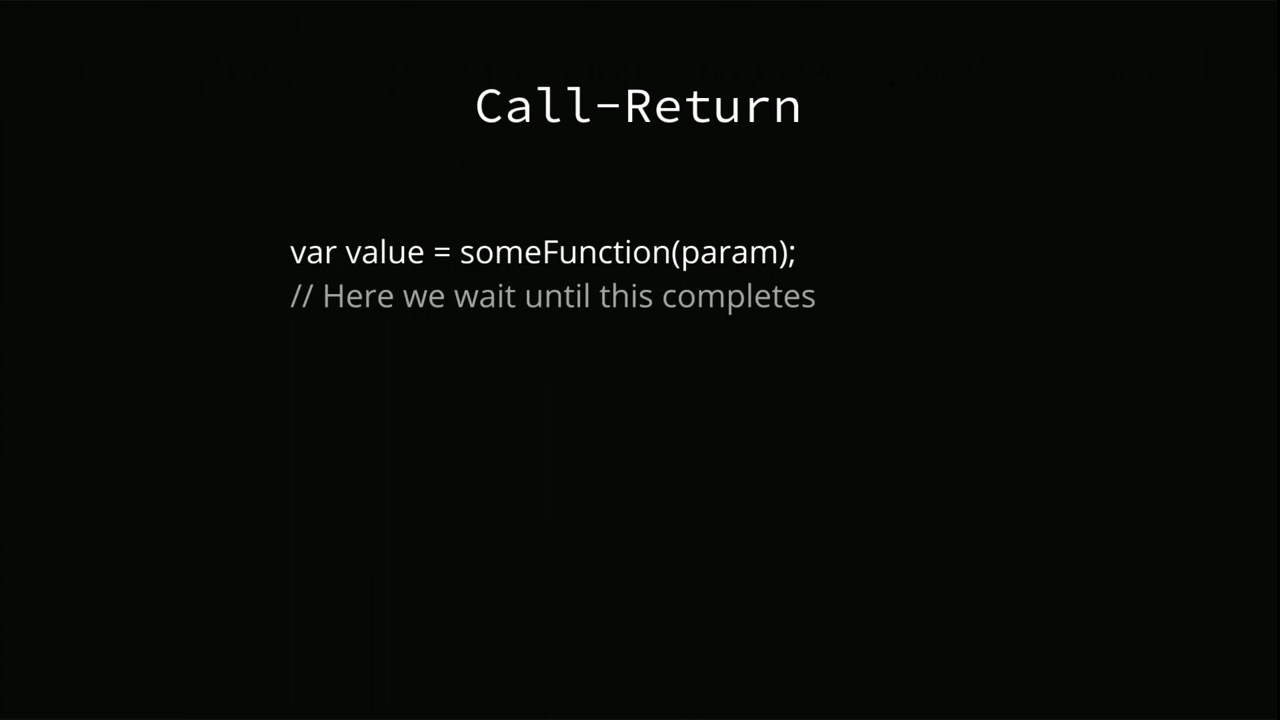 Call-Return
var value = someFunction(param);
// Here we wait until this completes